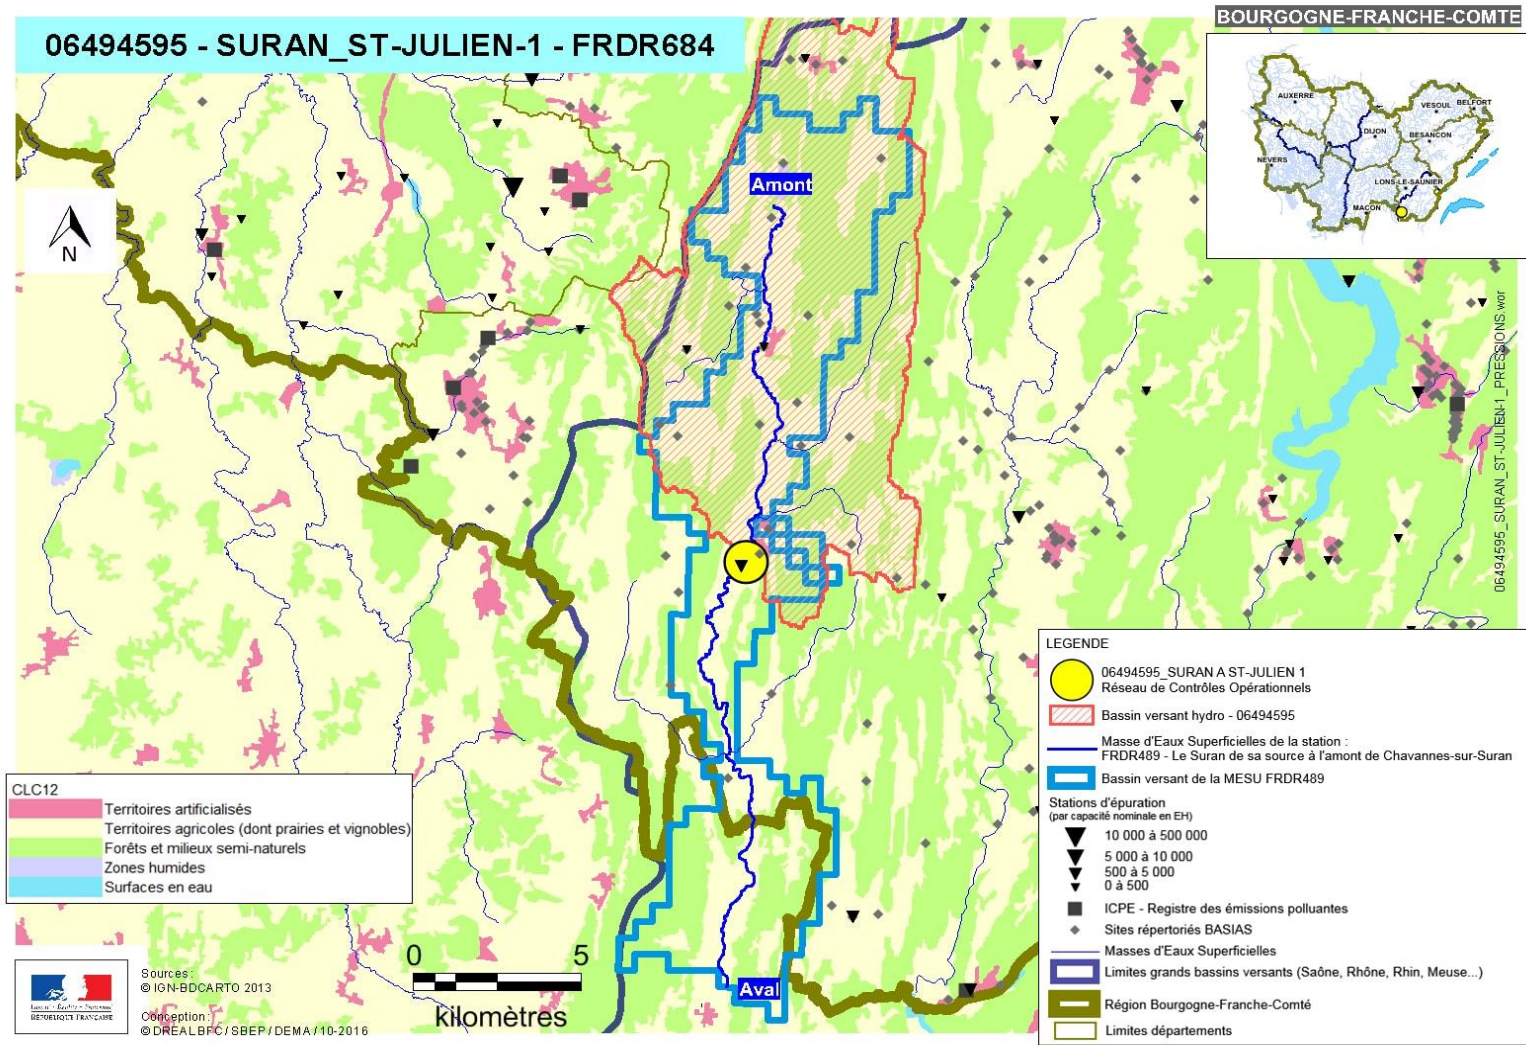 BOURGOGNE-FRANCHE-COMTE
06494595 - SURAN_ST-JULIEN-1 - FRDR684
AUXERRE
VESOUL
BELFORT
DIJON
BESANCON
NEVERS
LONS-LE-SAUNIER
MACON
N
Amont
Aval
06494595_SURAN_ST-JULIEN-1_PRESSIONS.wor
LEGENDE
06494595_SURAN A ST-JULIEN 1
Réseau de Contrôles Opérationnels
Bassin versant hydro - 06494595
Masse d'Eaux Superficielles de la station :
FRDR489 - Le Suran de sa source à l'amont de Chavannes-sur-Suran
Bassin versant de la MESU FRDR489
Stations d'épuration
(par capacité nominale en EH)
10 000 à 500 000
5 000 à 10 000
500 à 5 000
0 à 500
ICPE - Registre des émissions polluantes
Sites répertoriés BASIAS
Masses d'Eaux Superficielles
Limites grands bassins versants (Saône, Rhône, Rhin, Meuse...)
Région Bourgogne-Franche-Comté
Limites départements
CLC12
Territoires artificialisés
Territoires agricoles (dont prairies et vignobles)
Forêts et milieux semi-naturels
Zones humides
Surfaces en eau
0 5
kilomètres
Liberté • Égalité • Fraternité
RÉPUBLIQUE FRANÇAISE
Sources :
© IGN-BDCARTO 2013
Conception :
© DREAL BFC / SBEP / DEMA / 10-2016